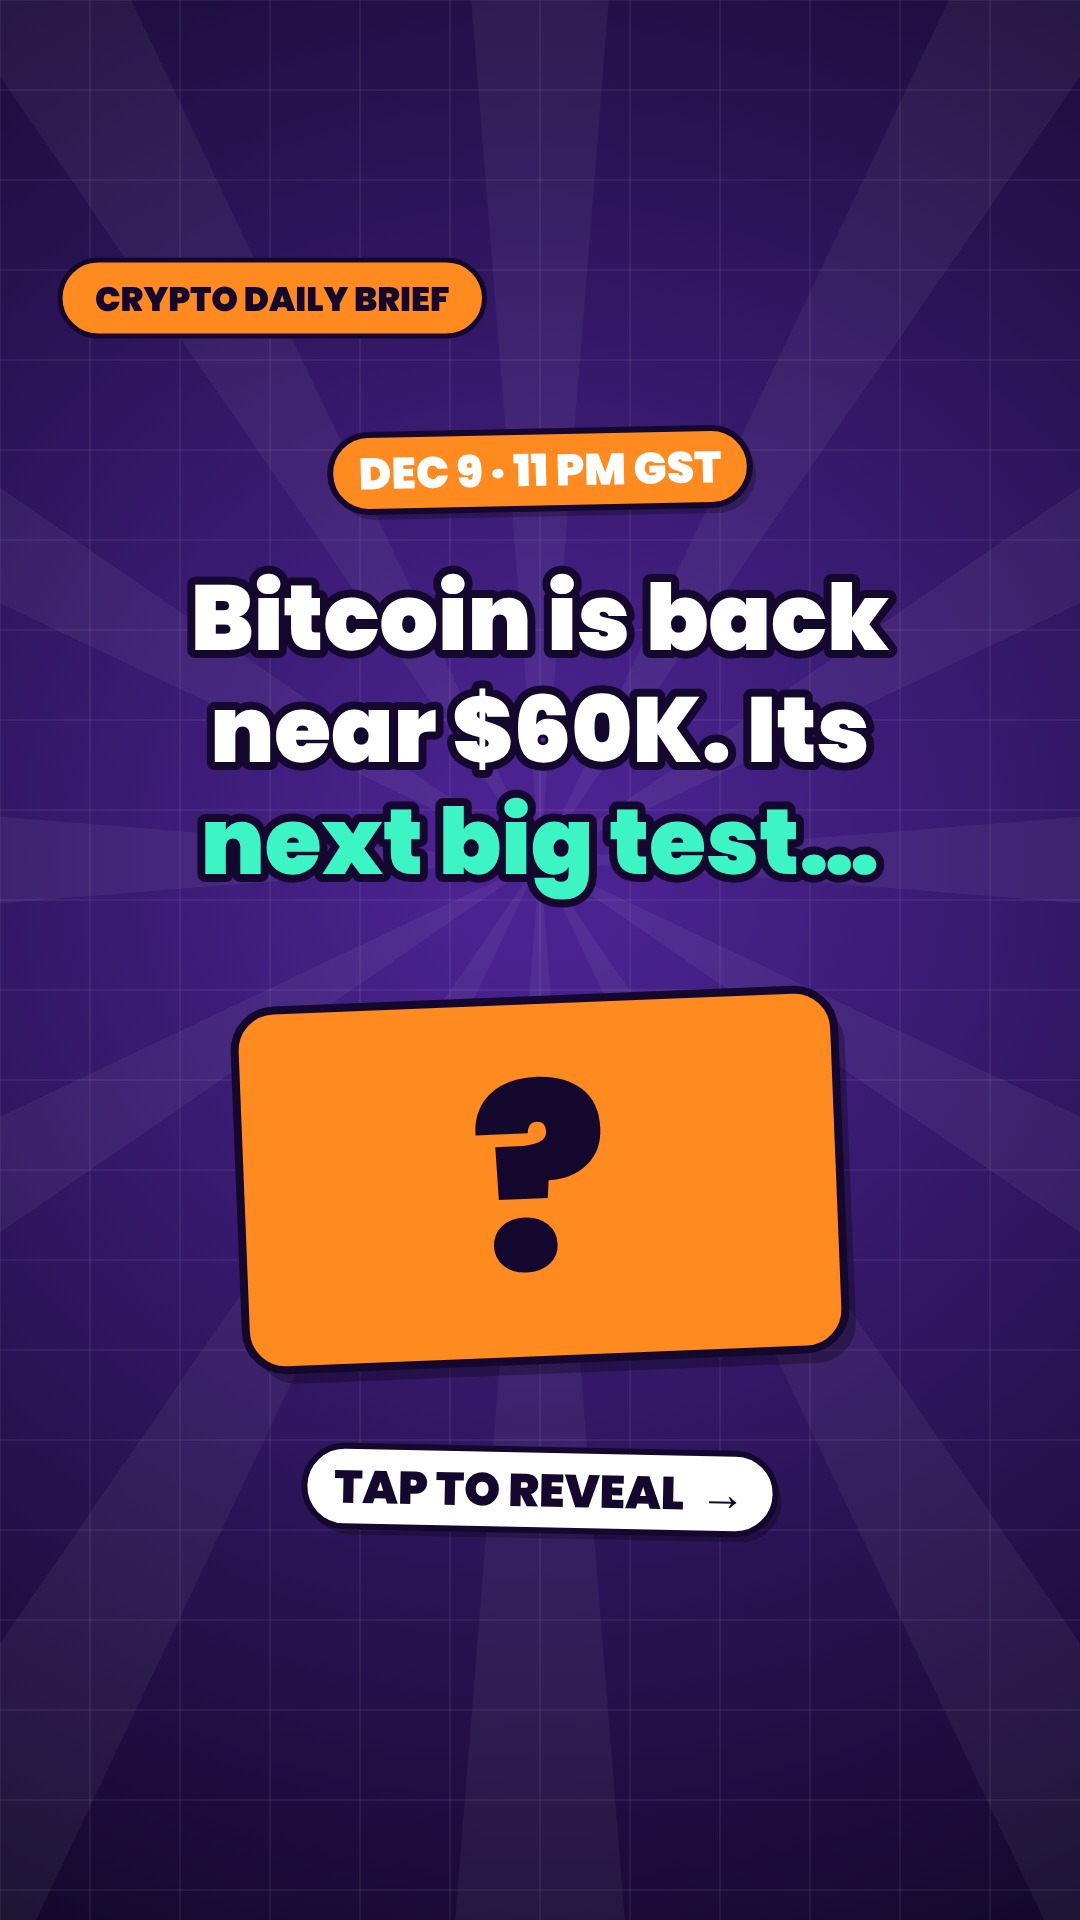 CRYPTO DAILY BRIEF
DEC 9 • 11 PM GST
Bitcoin is back
near $60K. Its
next big test...
?
TAP TO REVEAL →